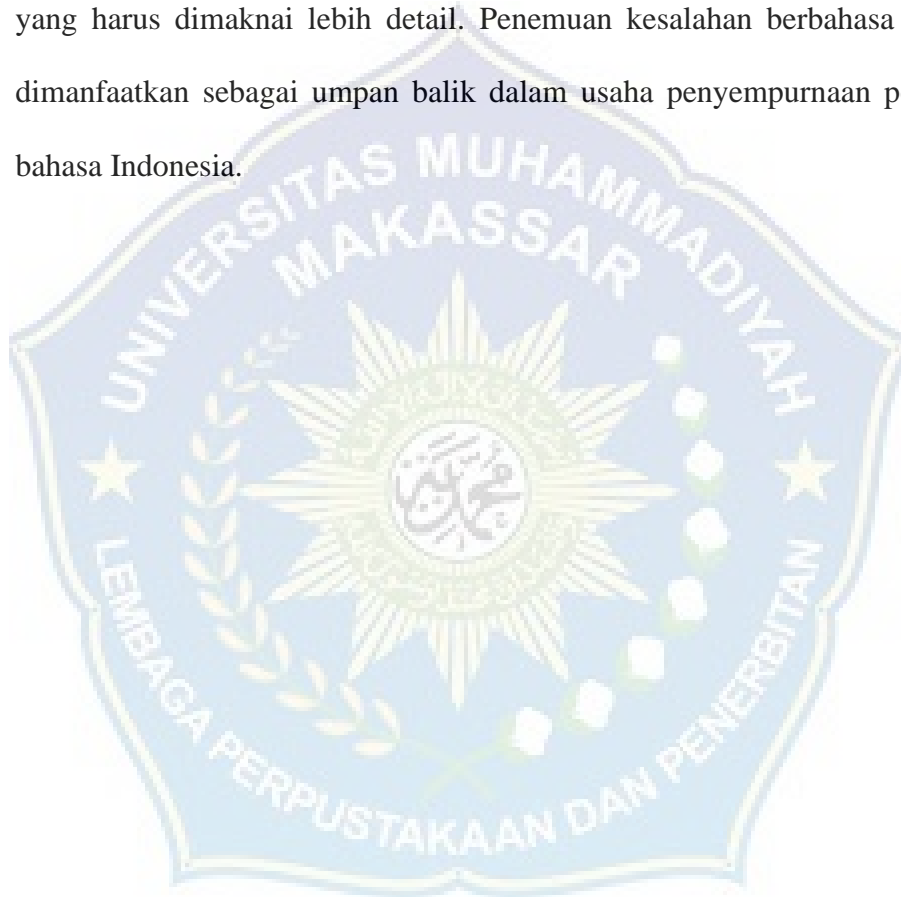 yang harus dimaknai lebih detail. Penemuan kesalahan berbahasa
dimanfaatkan sebagai umpan balik dalam usaha penyempurnaan p
bahasa Indonesia.
UNIVERSITAS MUHAMMADIYAH
MAKASSAR
محمدية
LEMBAGA PERPUSTAKAAN DAN PENERBITAN